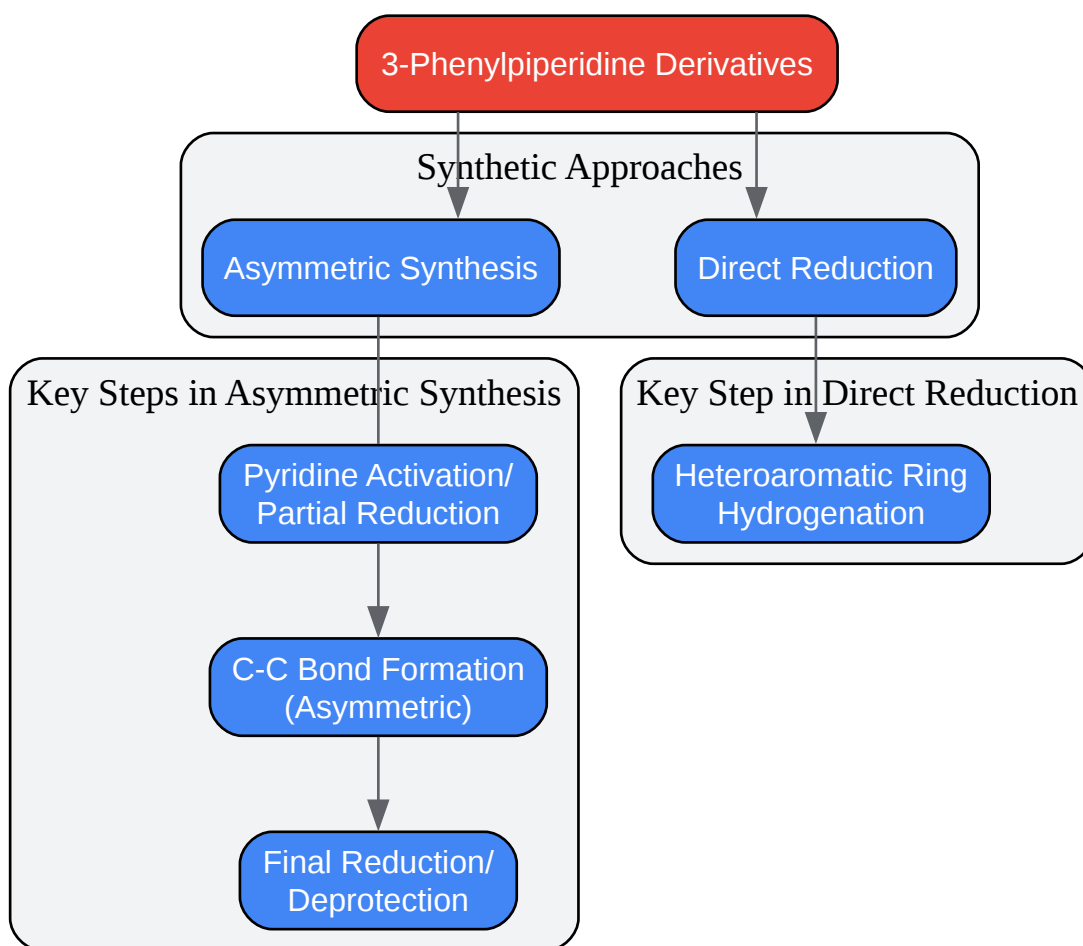 3-Phenylpiperidine Derivatives
Synthetic Approaches
Asymmetric Synthesis
Direct Reduction
Key Steps in Asymmetric Synthesis
Key Step in Direct Reduction
Pyridine Activation/
Partial Reduction
Heteroaromatic Ring
Hydrogenation
C-C Bond Formation
(Asymmetric)
Final Reduction/
Deprotection